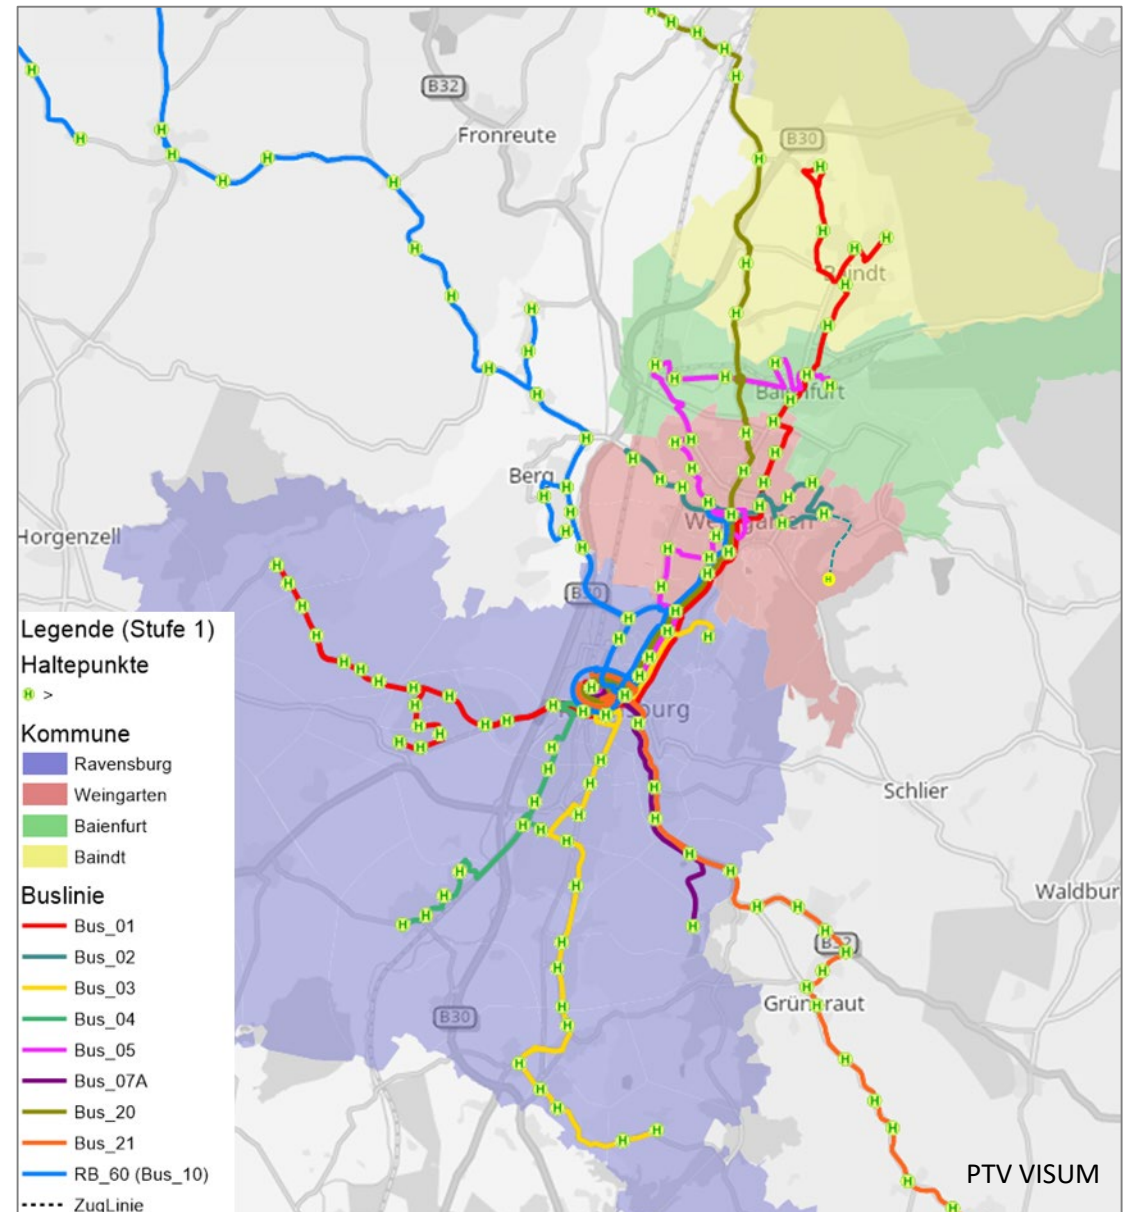 B32
Fronreute
B30
Baindt
Baienfurt
Berg
Weingarten
Horgenzell
B30
Legende (Stufe 1)
Haltepunkte
H >
Kommune
Ravensburg
Weingarten
Baienfurt
Baindt
Schlier
Buslinie
Waldbur
Bus_01
Bus_02
B32
Bus_03
Grünkraut
Bus_04
B30
Bus_05
Bus_07A
Bus_20
Bus_21
RB_60 (Bus_10)
PTV VISUM
ZugLinie